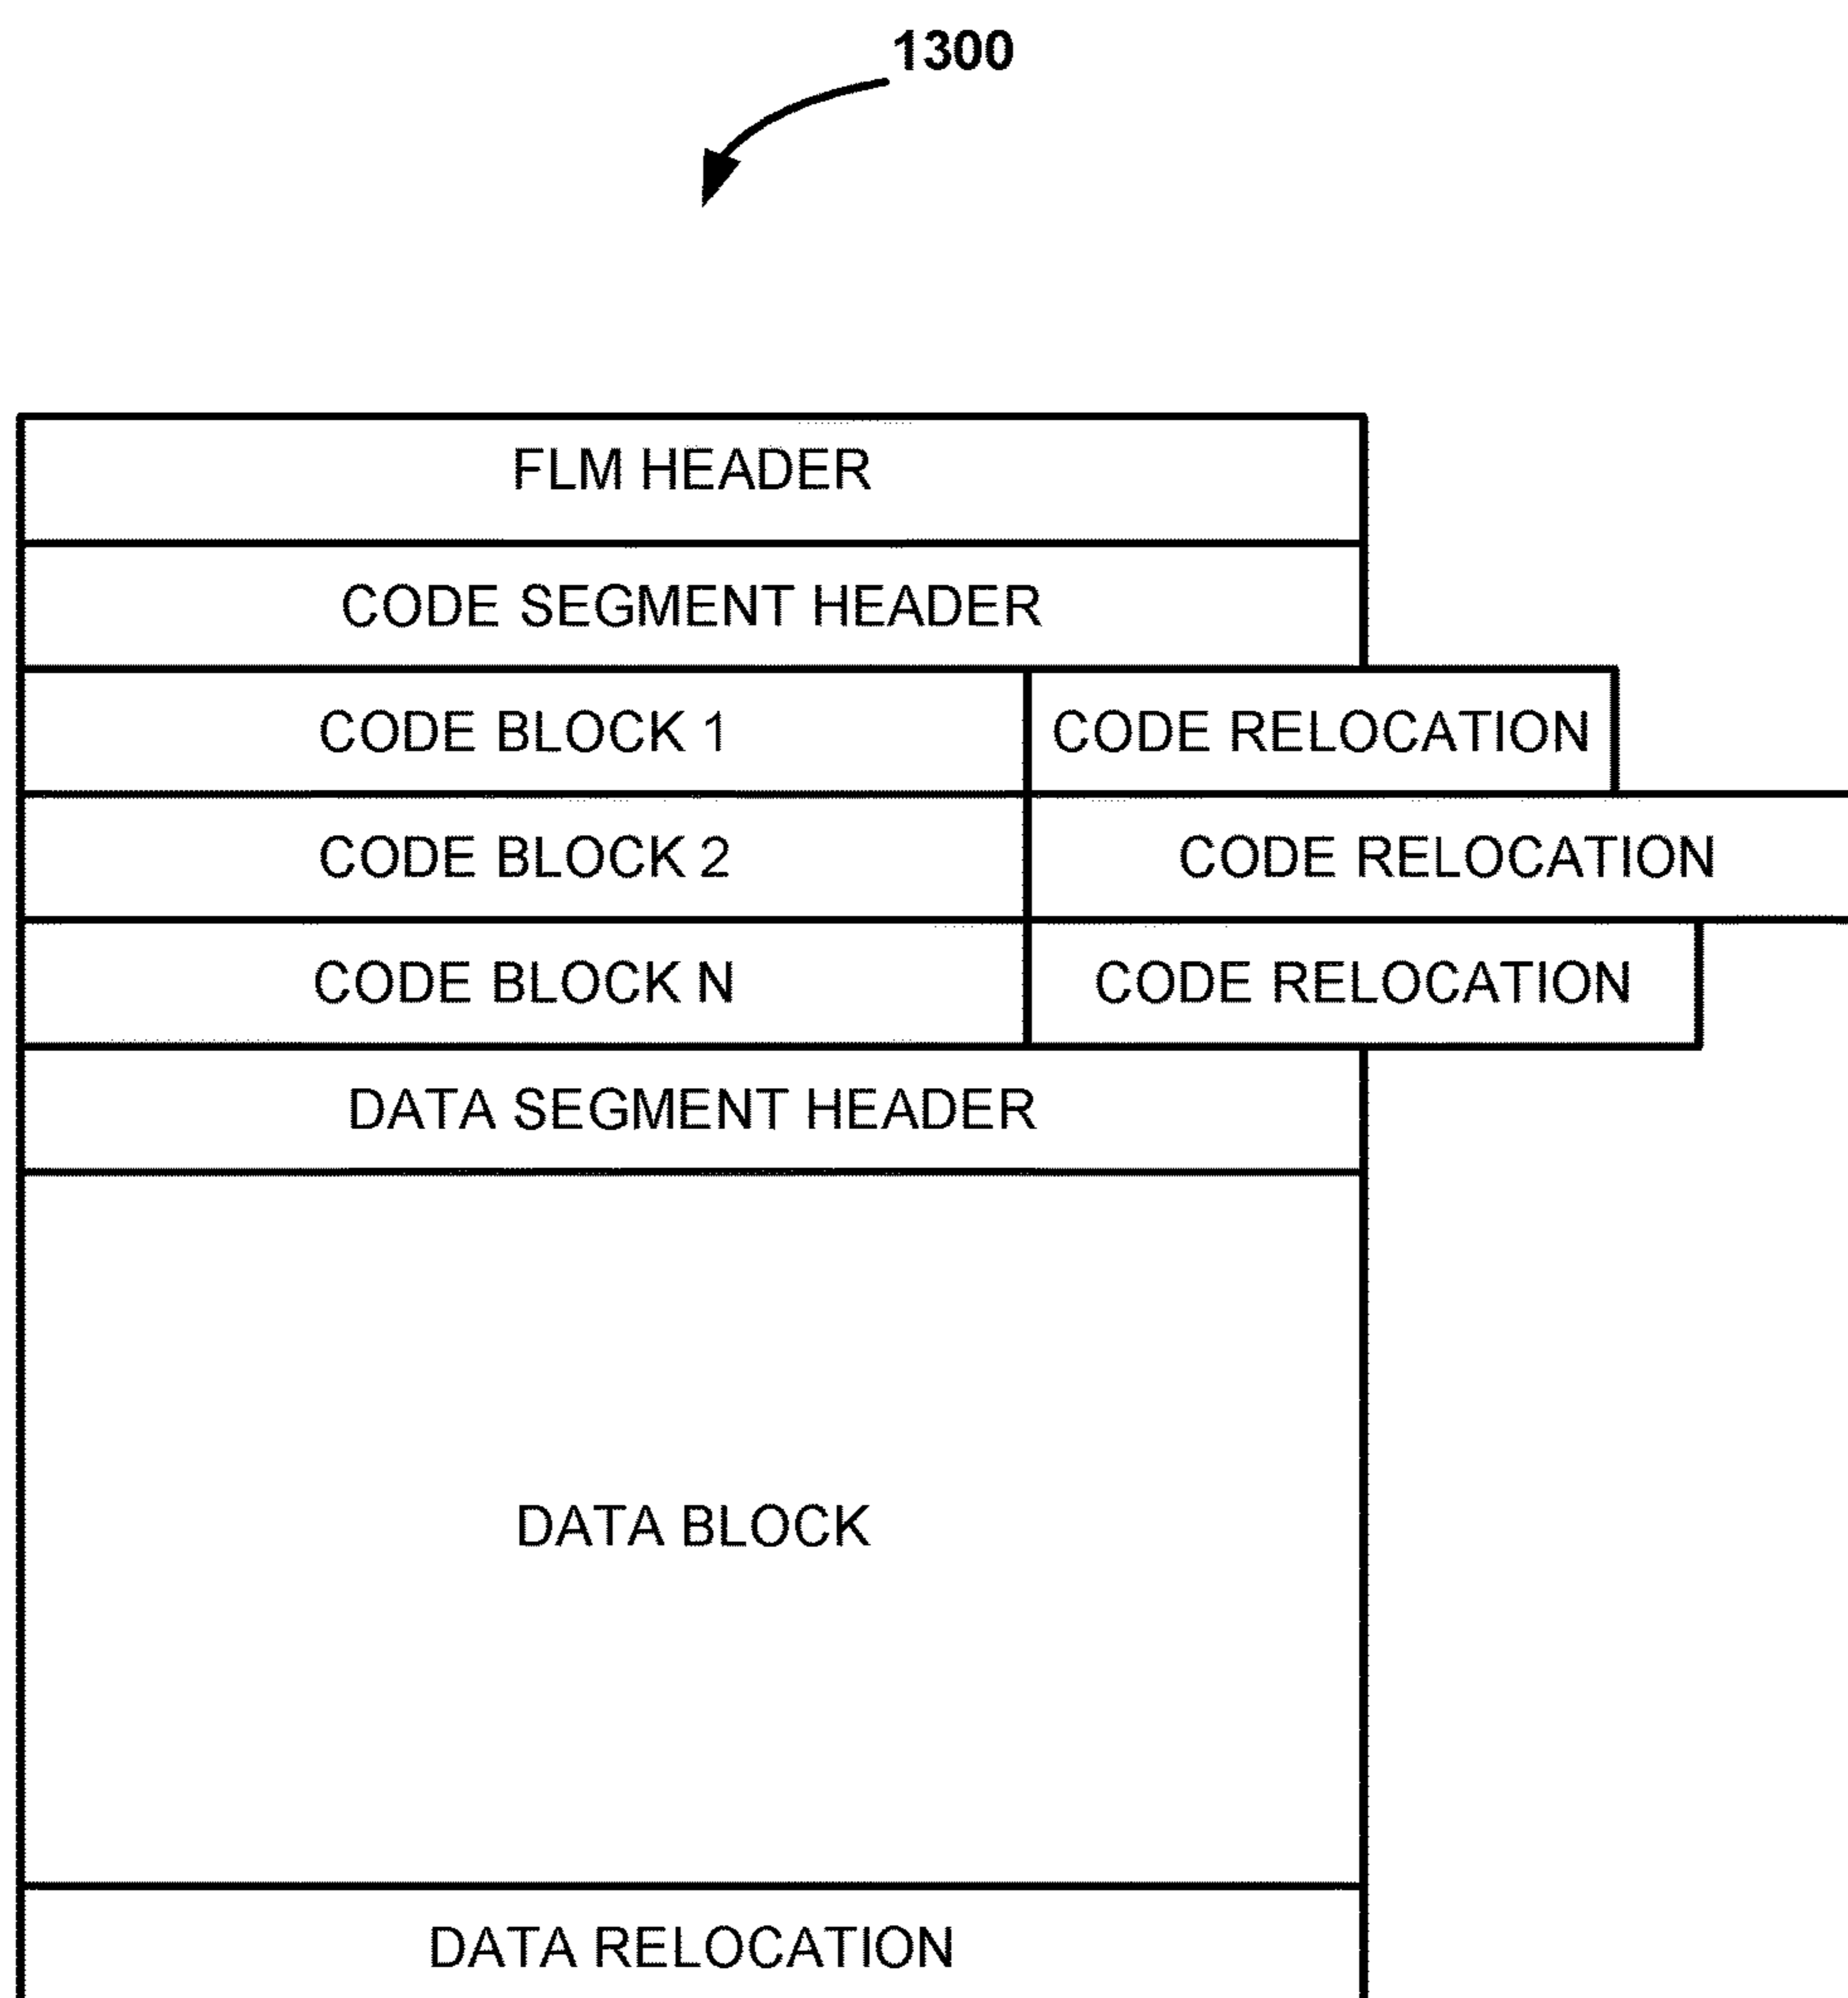 1300
FLM HEADER
CODE SEGMENT HEADER
CODE BLOCK 1 CODE RELOCATION
CODE BLOCK 2 CODE RELOCATION
CODE BLOCK N CODE RELOCATION
DATA SEGMENT HEADER
DATA BLOCK
DATA RELOCATION